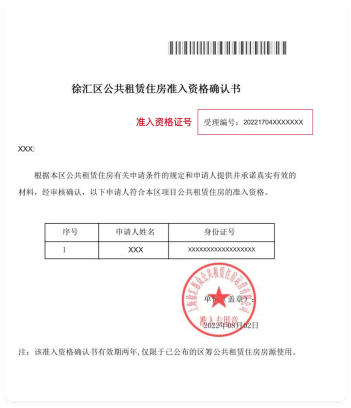 徐汇区公共租赁住房准入资格确认书
准入资格证号
受理编号：20221704XXXXXXX
XXX:
根据本区公共租赁住房有关申请条件的规定和申请人提供并承诺真实有效的
材料，经审核确认，以下申请人符合本区项目公共租赁住房的准入资格。
序号 申请人姓名 身份证号
1 XXX XXXXXXXXXXXXXXXXXX
单位（盖章）：
准入专用章
2022年08月02日
注：该准入资格确认书有效期两年,仅限于已公布的区筹公共租赁住房房源使用。